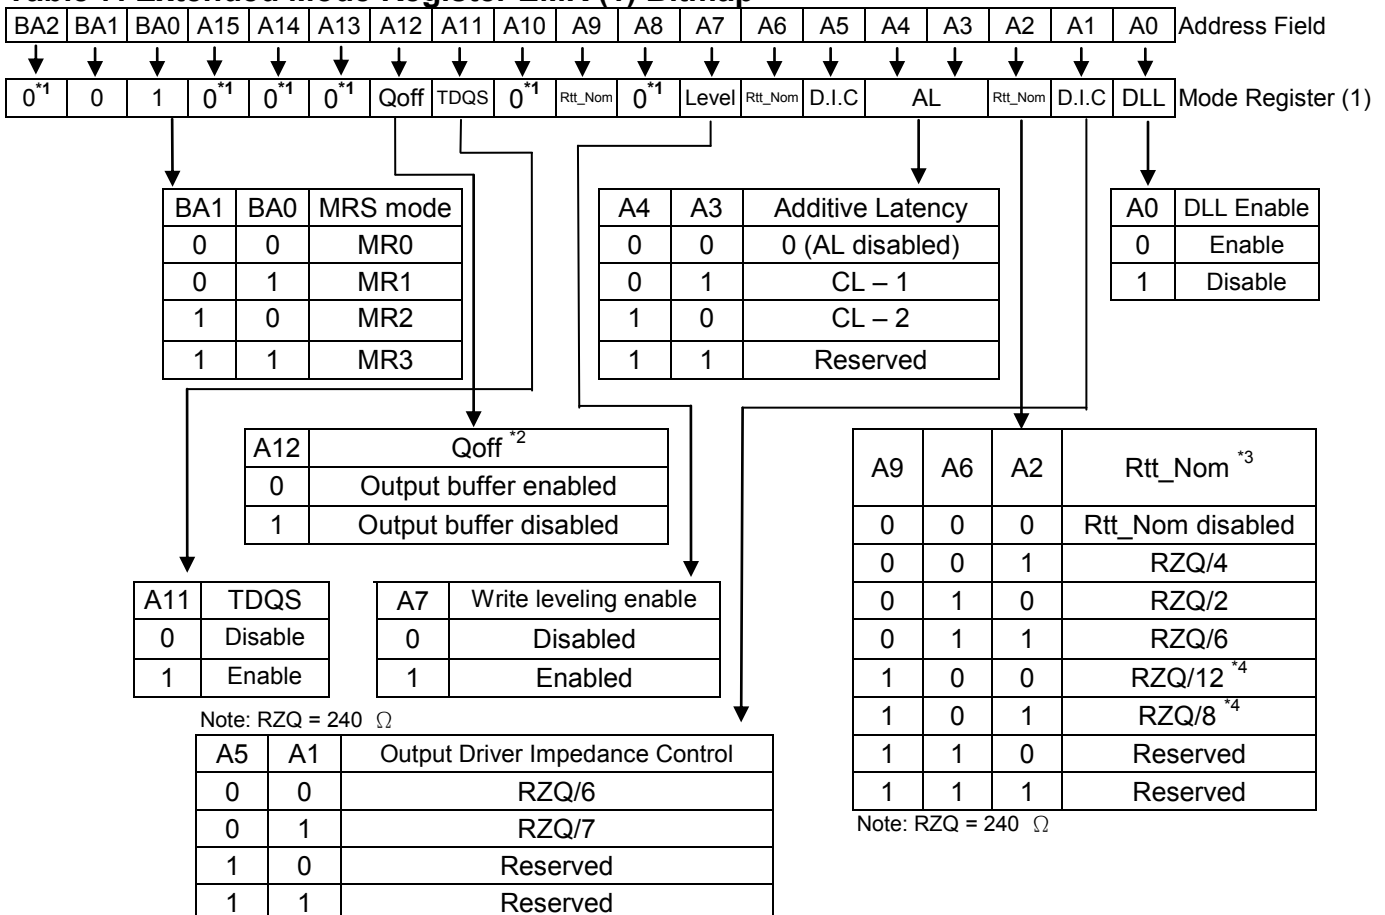 BA2 BA1 BA0 A15 A14 A13 A12 A11 A10 A9 A8 A7 A6 A5 A4 A3 A2 A1 A0 Address Field
0*1 0 1 0*1 0*1 0*1 Qoff TDQS 0*1 Rtt_Nom 0*1 Level Rtt_Nom D.I.C AL Rtt_Nom D.I.C DLL Mode Register (1)
BA1 BA0 MRS mode
0 0 MR0
0 1 MR1
1 0 MR2
1 1 MR3
A4 A3 Additive Latency
0 0 0 (AL disabled)
0 1 CL – 1
1 0 CL – 2
1 1 Reserved
A0 DLL Enable
0 Enable
1 Disable
A12 Qoff *2
0 Output buffer enabled
1 Output buffer disabled
A9 A6 A2 Rtt_Nom *3
0 0 0 Rtt_Nom disabled
0 0 1 RZQ/4
0 1 0 RZQ/2
0 1 1 RZQ/6
1 0 0 RZQ/12 *4
1 0 1 RZQ/8 *4
1 1 0 Reserved
1 1 1 Reserved
Note: RZQ = 240 Ω
A11 TDQS
0 Disable
1 Enable
A7 Write leveling enable
0 Disabled
1 Enabled
Note: RZQ = 240 Ω
A5 A1 Output Driver Impedance Control
0 0 RZQ/6
0 1 RZQ/7
1 0 Reserved
1 1 Reserved